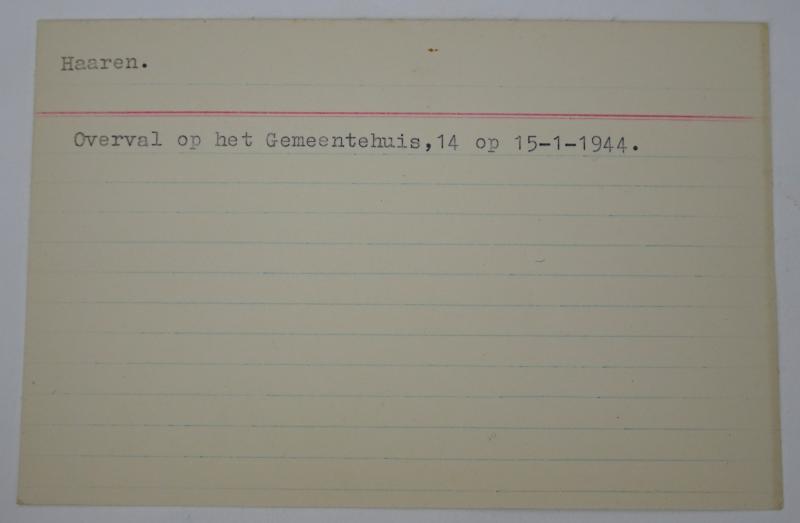 Haaren.
Overval op het Gemeentehuis,14 op 15-1-1944.